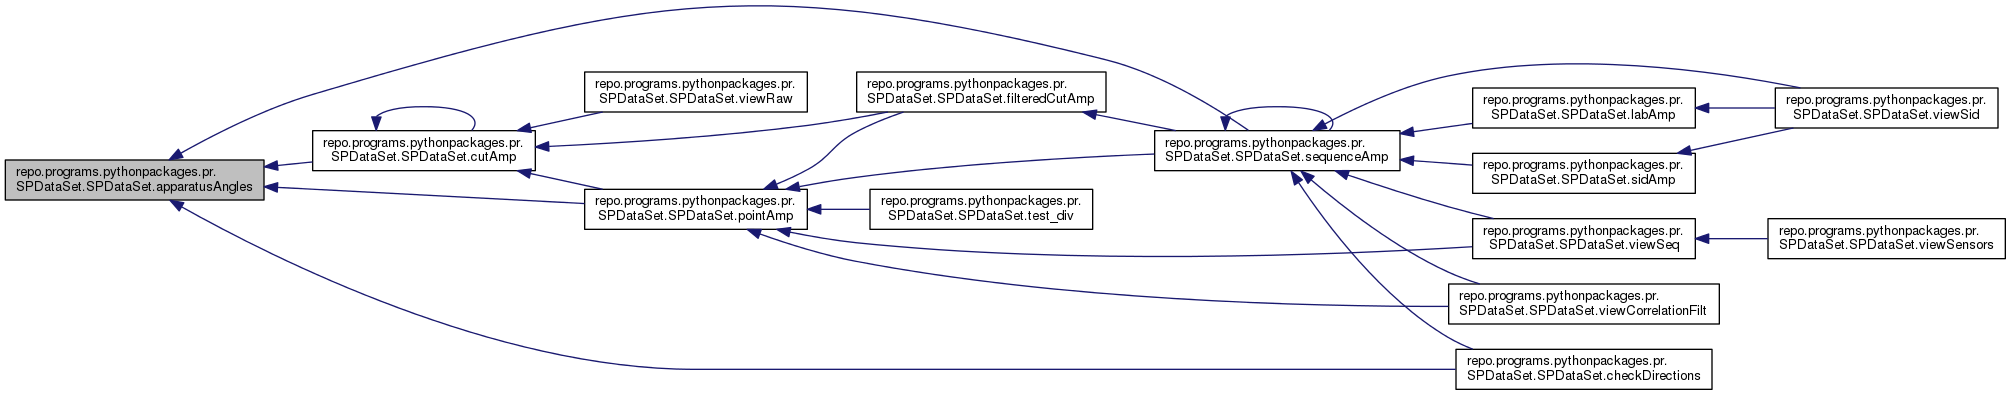 repo.programs.pythonpackages.pr.
SPDataSet.SPDataSet.apparatusAngles
repo.programs.pythonpackages.pr.
SPDataSet.SPDataSet.cutAmp
repo.programs.pythonpackages.pr.
SPDataSet.SPDataSet.viewRaw
repo.programs.pythonpackages.pr.
SPDataSet.SPDataSet.pointAmp
repo.programs.pythonpackages.pr.
SPDataSet.SPDataSet.filteredCutAmp
repo.programs.pythonpackages.pr.
SPDataSet.SPDataSet.test_div
repo.programs.pythonpackages.pr.
SPDataSet.SPDataSet.sequenceAmp
repo.programs.pythonpackages.pr.
SPDataSet.SPDataSet.labAmp
repo.programs.pythonpackages.pr.
SPDataSet.SPDataSet.sidAmp
repo.programs.pythonpackages.pr.
SPDataSet.SPDataSet.viewSeq
repo.programs.pythonpackages.pr.
SPDataSet.SPDataSet.viewCorrelationFilt
repo.programs.pythonpackages.pr.
SPDataSet.SPDataSet.checkDirections
repo.programs.pythonpackages.pr.
SPDataSet.SPDataSet.viewSid
repo.programs.pythonpackages.pr.
SPDataSet.SPDataSet.viewSensors